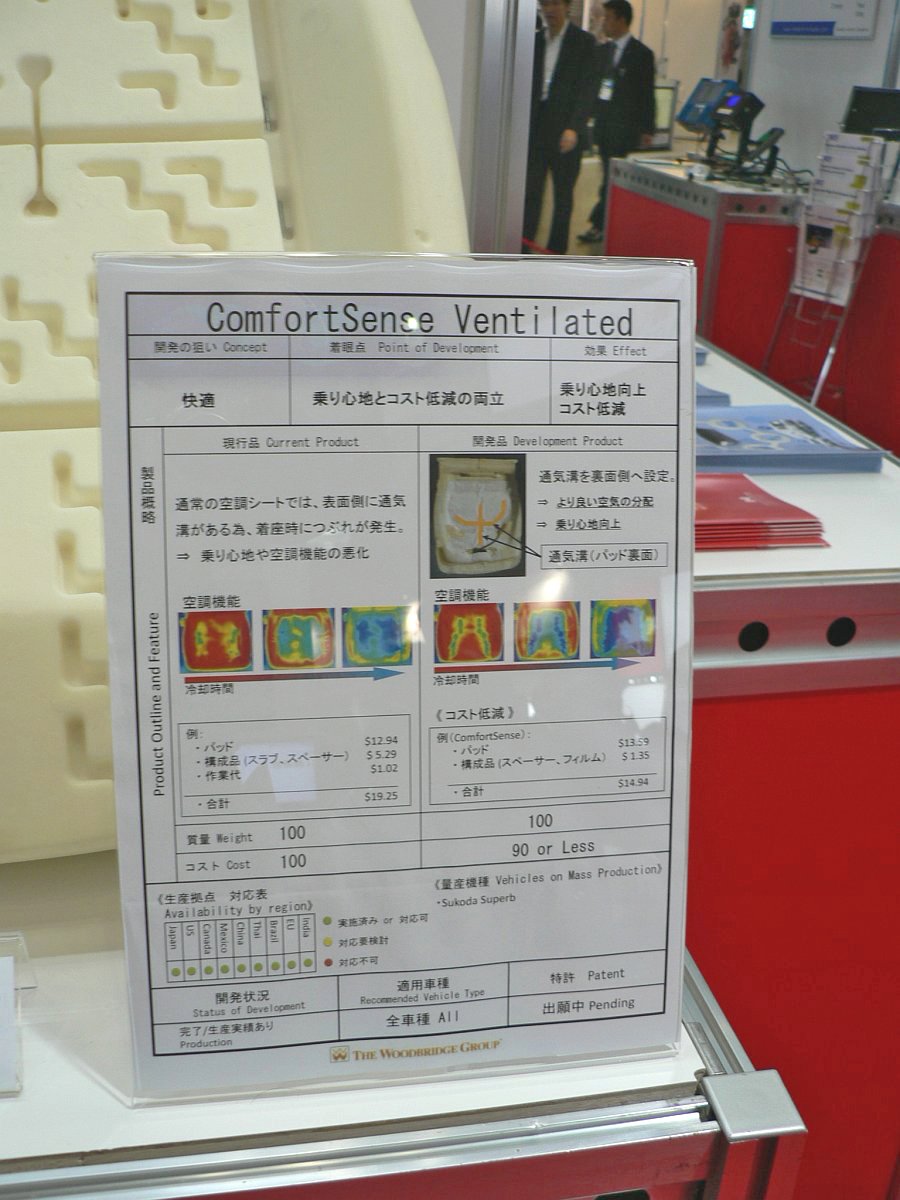 ComfortSense Ventilated
開発の狙い Concept
着眼点 Point of Development
効果 Effect
快適
乗り心地とコスト低減の両立
乗り心地向上
コスト低減
製品概略
Product Outline and Feature
現行品 Current Product
通常の空調シートでは、表面側に通気
溝がある為、着座時につぶれが発生。
⇒ 乗り心地や空調機能の悪化
空調機能
冷却時間
例:
・パッド $12.94
・構成品 (スラブ、スペーサー) $ 5.29
・作業代 $1.02
・合計 $19.25
開発品 Development Product
通気溝を裏面側へ設定。
⇒ より良い空気の分配
⇒ 乗り心地向上
通気溝(パッド裏面)
空調機能
冷却時間
《コスト低減》
例(ComfortSense):
・パッド $13.59
・構成品 (スペーサー、フィルム) $ 1.35
・合計 $14.94
質量 Weight 100 100
コスト Cost 100 90 or Less
《生産拠点 対応表
Availability by region》
Japan
US
Canada
Mexico
China
Thai
Brazil
EU
India
実施済み or 対応可
対応要検討
対応不可
《量産機種 Vehicles on Mass Production》
・Sukoda Superb
開発状況
Status of Development
完了/生産実績あり
Production
適用車種
Recommended Vehicle Type
全車種 All
特許 Patent
出願中 Pending
THE WOODBRIDGE GROUP